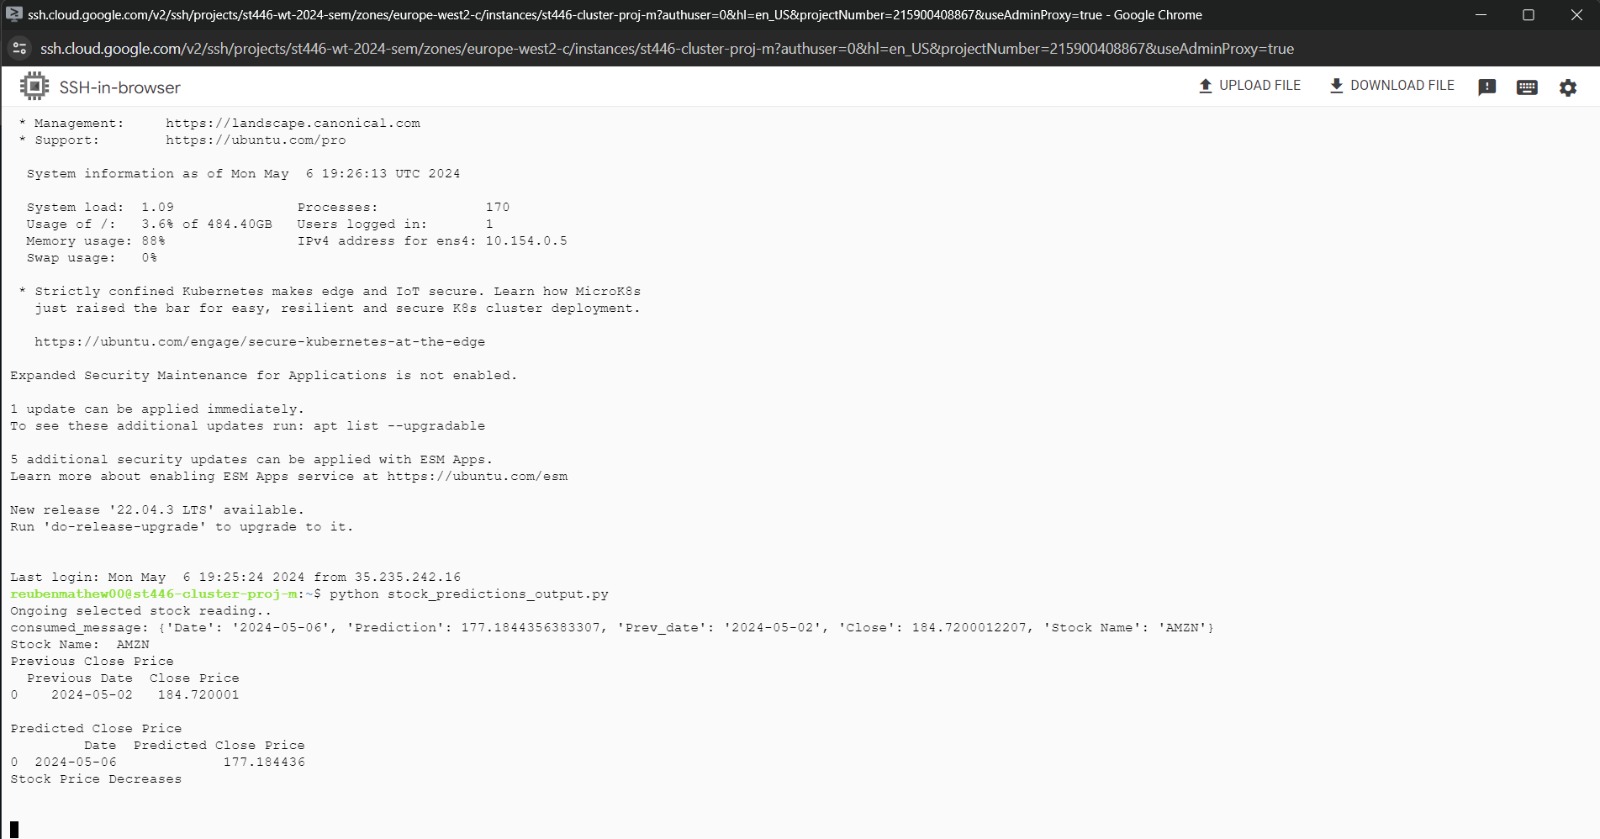 ssh.cloud.google.com/v2/ssh/projects/st446-wt-2024-sem/zones/europe-west2-c/instances/st446-cluster-proj-m?authuser=0&hl=en_US&projectNumber=215900408867&useAdminProxy=true - Google Chrome
ssh.cloud.google.com/v2/ssh/projects/st446-wt-2024-sem/zones/europe-west2-c/instances/st446-cluster-proj-m?authuser=0&hl=en_US&projectNumber=215900408867&useAdminProxy=true
SSH-in-browser UPLOAD FILE DOWNLOAD FILE
* Management: https://landscape.canonical.com
* Support: https://ubuntu.com/pro
System information as of Mon May  6 19:26:13 UTC 2024
System load: 1.09 Processes: 170
Usage of /: 3.6% of 484.40GB Users logged in: 1
Memory usage: 88% IPv4 address for ens4: 10.154.0.5
Swap usage: 0%
* Strictly confined Kubernetes makes edge and IoT secure. Learn how MicroK8s
just raised the bar for easy, resilient and secure K8s cluster deployment.
https://ubuntu.com/engage/secure-kubernetes-at-the-edge
Expanded Security Maintenance for Applications is not enabled.
1 update can be applied immediately.
To see these additional updates run: apt list --upgradable
5 additional security updates can be applied with ESM Apps.
Learn more about enabling ESM Apps service at https://ubuntu.com/esm
New release '22.04.3 LTS' available.
Run 'do-release-upgrade' to upgrade to it.
Last login: Mon May  6 19:25:24 2024 from 35.235.242.16
reubenmathew00@st446-cluster-proj-m:~$ python stock_predictions_output.py
Ongoing selected stock reading..
consumed_message: {'Date': '2024-05-06', 'Prediction': 177.1844356383307, 'Prev_date': '2024-05-02', 'Close': 184.7200012207, 'Stock Name': 'AMZN'}
Stock Name:  AMZN
Previous Close Price
Previous Date  Close Price
0    2024-05-02   184.720001
Predicted Close Price
Date  Predicted Close Price
0  2024-05-06             177.184436
Stock Price Decreases